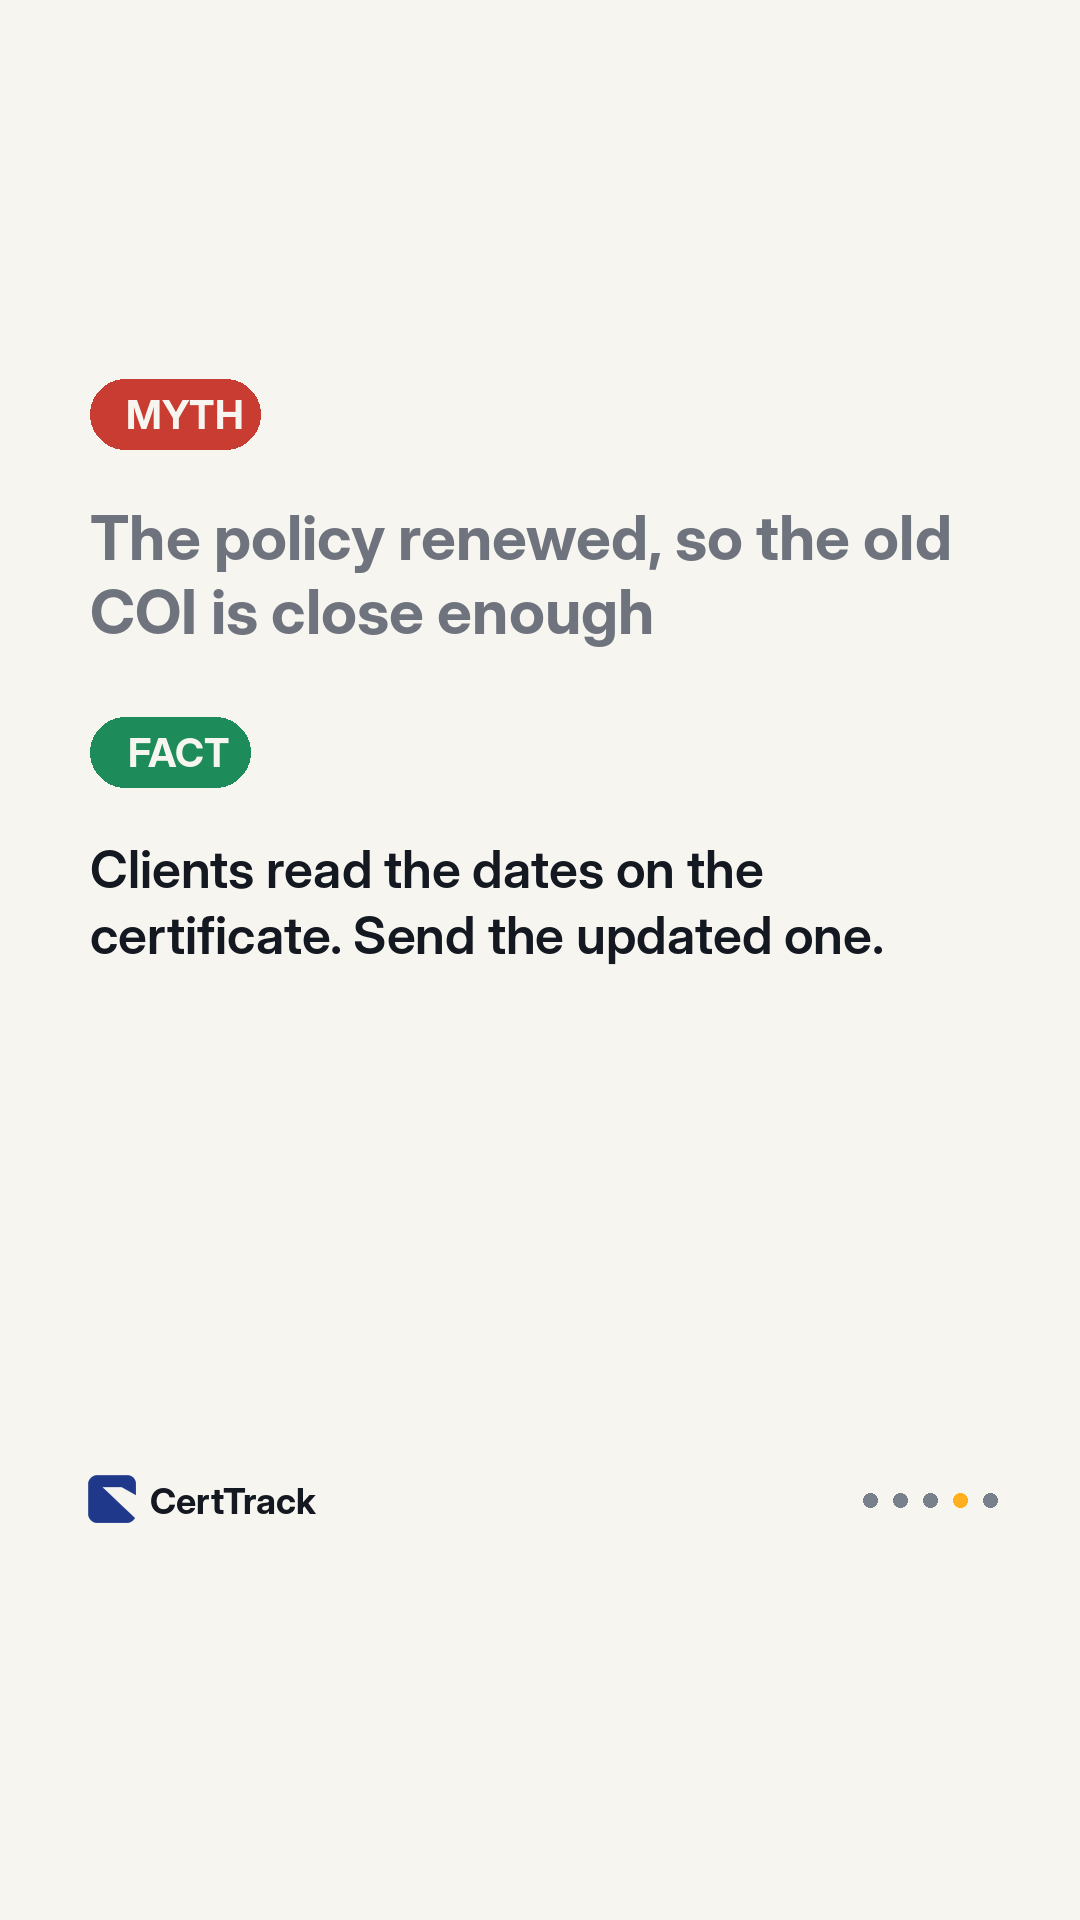 MYTH
The policy renewed, so the old
COI is close enough
FACT
Clients read the dates on the
certificate. Send the updated one.
CertTrack